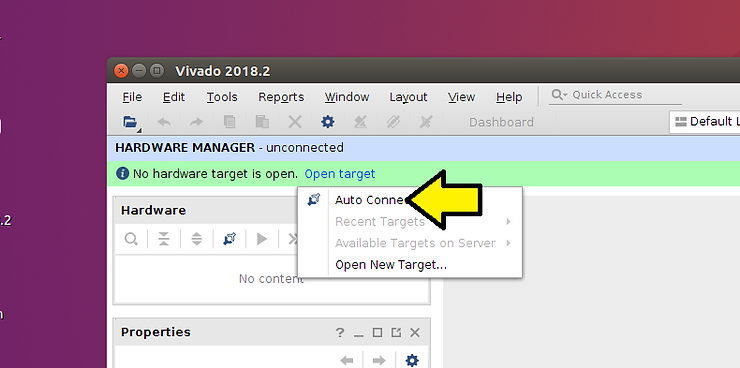 Vivado 2018.2
File Edit Tools Reports Window Layout View Help Quick Access
Dashboard Default L
HARDWARE MANAGER - unconnected
No hardware target is open. Open target
Auto Connec
Hardware
Recent Targets
.2
Available Targets on Server
Open New Target...
No content
n
Properties